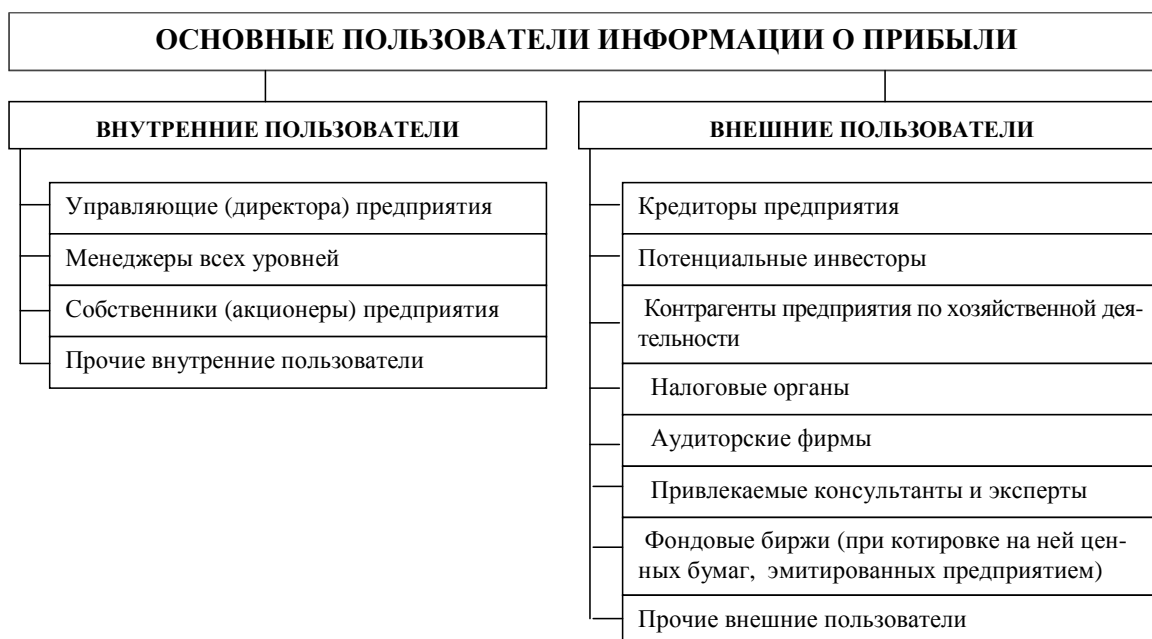 ОСНОВНЫЕ ПОЛЬЗОВАТЕЛИ ИНФОРМАЦИИ О ПРИБЫЛИ
ВНУТРЕННИЕ ПОЛЬЗОВАТЕЛИ
Управляющие (директора) предприятия
Менеджеры всех уровней
Собственники (акционеры) предприятия
Прочие внутренние пользователи
ВНЕШНИЕ ПОЛЬЗОВАТЕЛИ
Кредиторы предприятия
Потенциальные инвесторы
Контрагенты предприятия по хозяйственной дея-
тельности
Налоговые органы
Аудиторские фирмы
Привлекаемые консультанты и эксперты
Фондовые биржи (при котировке на ней цен-
ных бумаг, эмитированных предприятием)
Прочие внешние пользователи